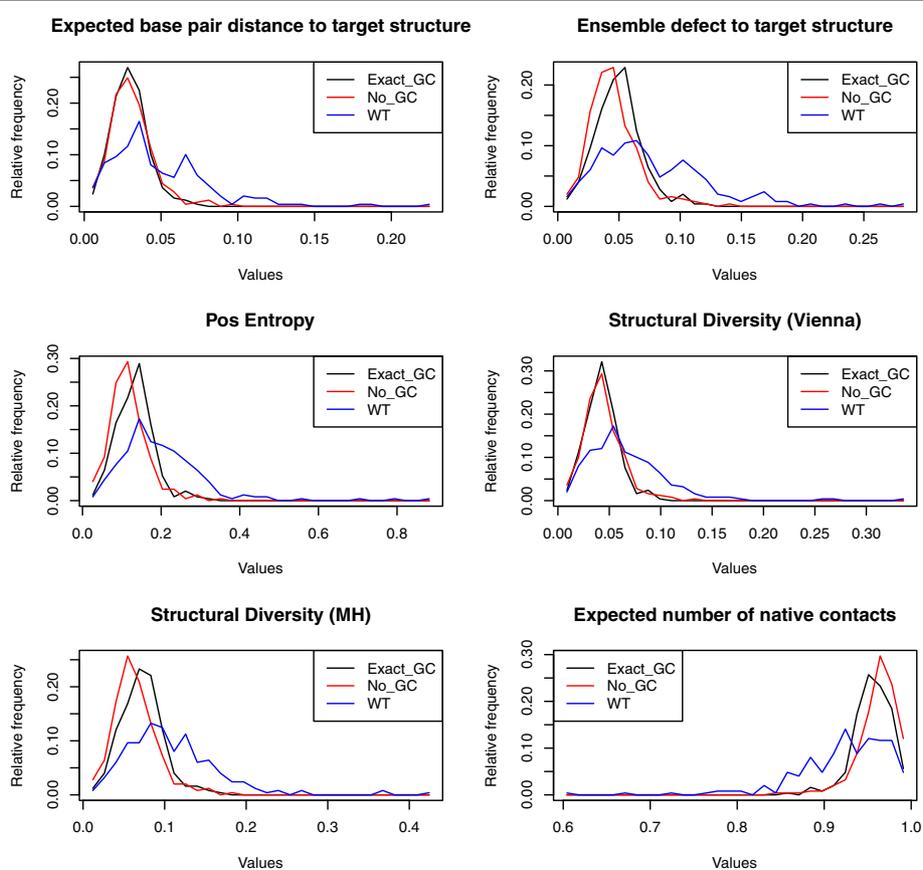 Expected base pair distance to target structure
Relative frequency
0.00 0.10 0.20
Exact_GC
No_GC
WT
0.00 0.05 0.10 0.15 0.20
Values
Ensemble defect to target structure
Relative frequency
0.00 0.10 0.20
Exact_GC
No_GC
WT
0.00 0.05 0.10 0.15 0.20 0.25
Values
Pos Entropy
Relative frequency
0.00 0.10 0.20 0.30
Exact_GC
No_GC
WT
0.0 0.2 0.4 0.6 0.8
Values
Structural Diversity (Vienna)
Relative frequency
0.00 0.10 0.20 0.30
Exact_GC
No_GC
WT
0.00 0.05 0.10 0.15 0.20 0.25 0.30
Values
Structural Diversity (MH)
Relative frequency
0.00 0.10 0.20
Exact_GC
No_GC
WT
0.0 0.1 0.2 0.3 0.4
Values
Expected number of native contacts
Relative frequency
0.00 0.10 0.20 0.30
Exact_GC
No_GC
WT
0.6 0.7 0.8 0.9 1.0
Values